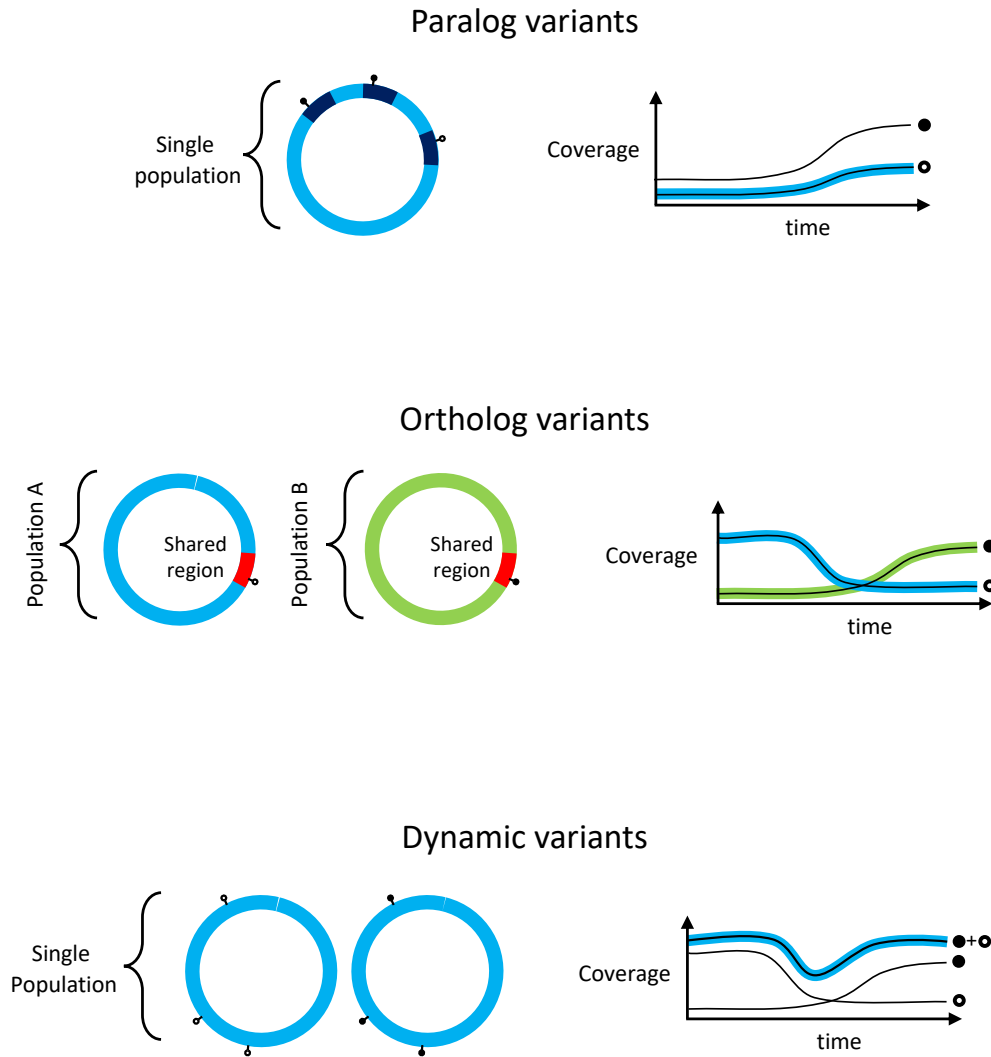 Paralog variants
Single
population
Coverage
time
Ortholog variants
Population A
Shared
region
Population B
Shared
region
Coverage
time
Dynamic variants
Single
Population
Coverage
+
time